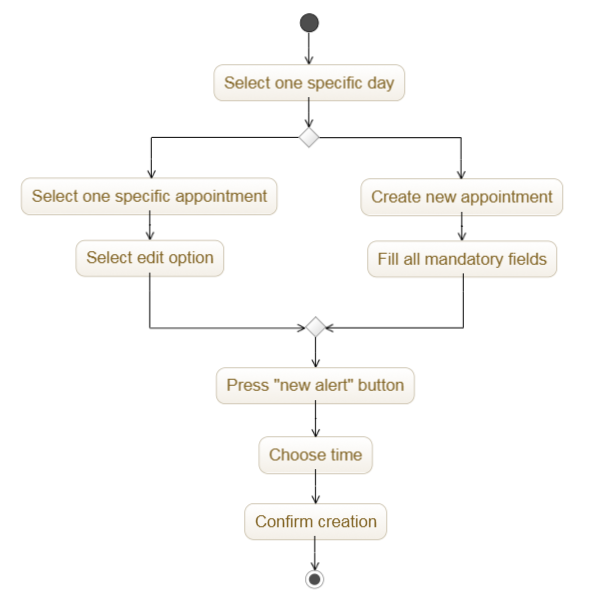 Select one specific day
Select one specific appointment
Create new appointment
Select edit option
Fill all mandatory fields
Press "new alert" button
Choose time
Confirm creation